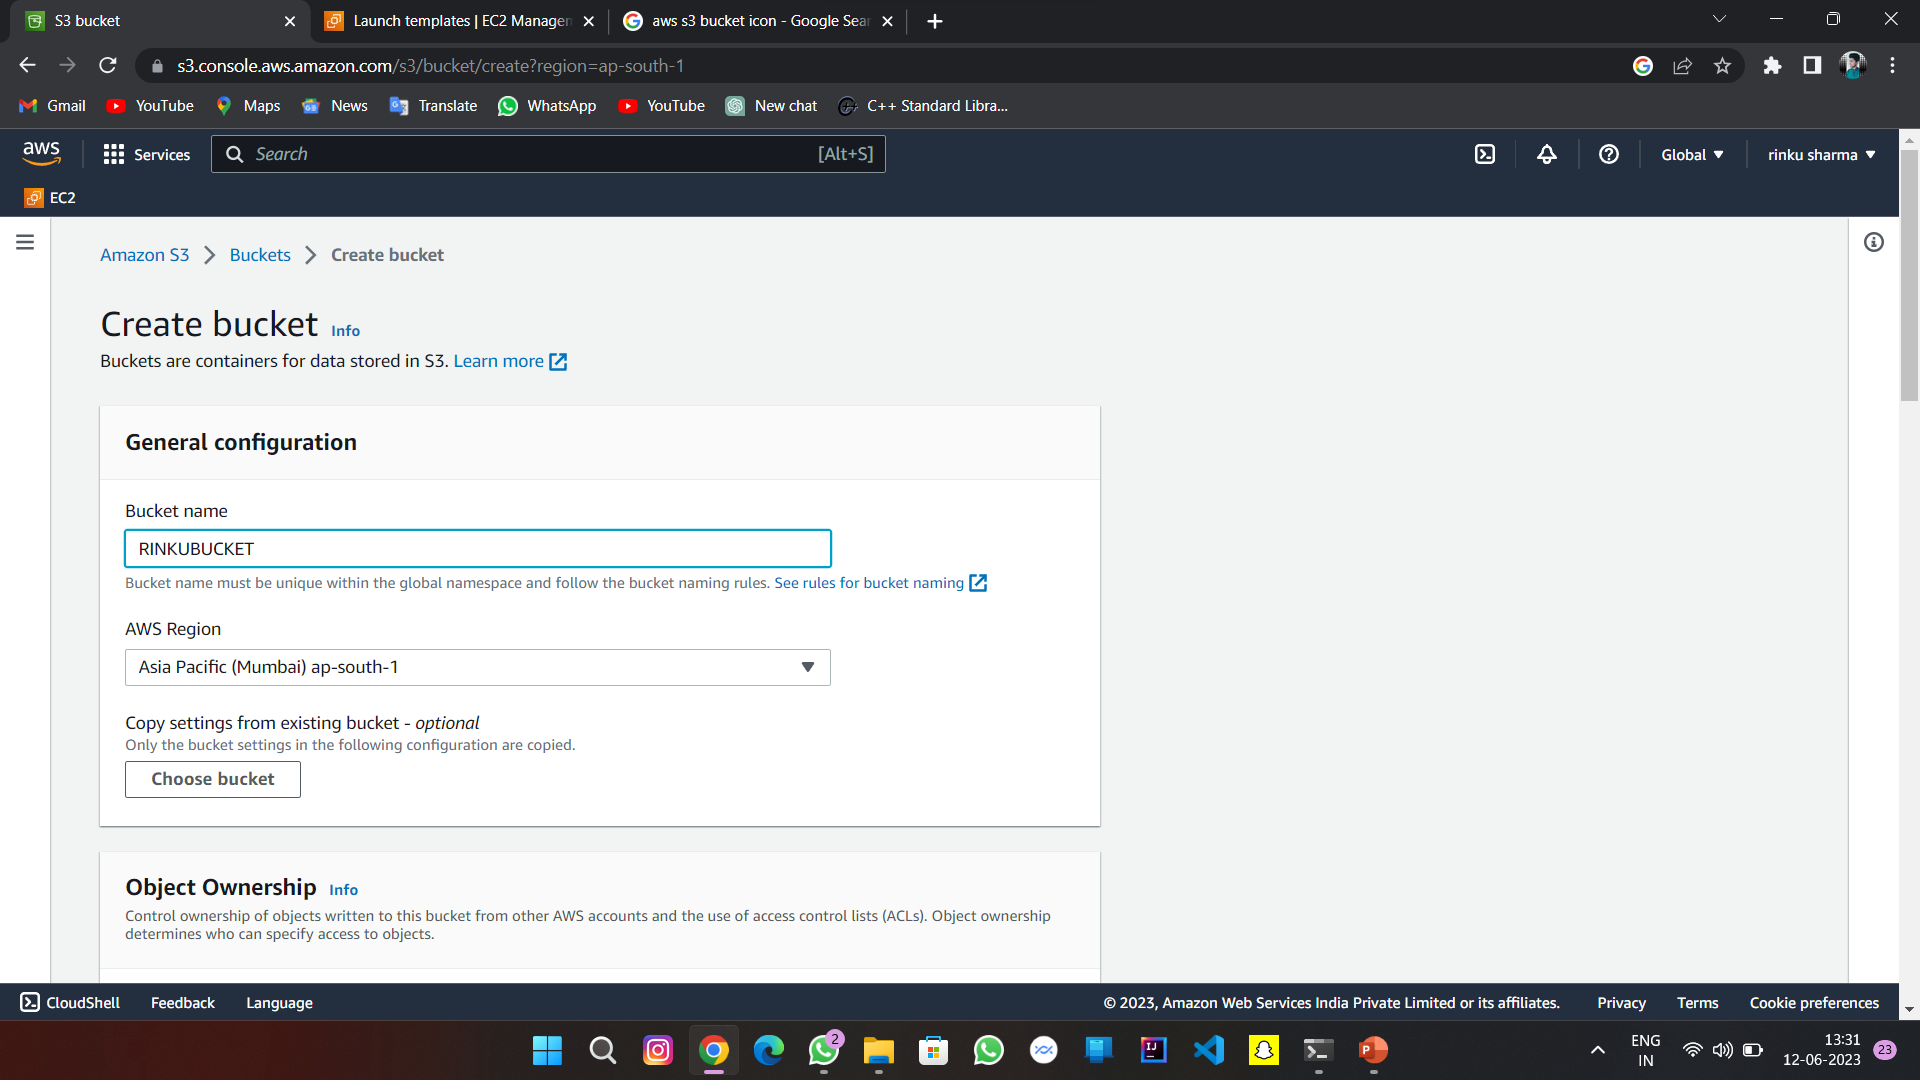 S3 bucket
Launch templates | EC2 Managem
aws s3 bucket icon - Google Sear
s3.console.aws.amazon.com/s3/bucket/create?region=ap-south-1
Gmail YouTube Maps News Translate WhatsApp YouTube New chat C++ Standard Libra...
aws Services Search [Alt+S] Global rinku sharma
EC2
Amazon S3 Buckets Create bucket
Create bucket Info
Buckets are containers for data stored in S3. Learn more
General configuration
Bucket name
RINKUBUCKET
Bucket name must be unique within the global namespace and follow the bucket naming rules. See rules for bucket naming
AWS Region
Asia Pacific (Mumbai) ap-south-1
Copy settings from existing bucket - optional
Only the bucket settings in the following configuration are copied.
Choose bucket
Object Ownership Info
Control ownership of objects written to this bucket from other AWS accounts and the use of access control lists (ACLs). Object ownership
determines who can specify access to objects.
CloudShell Feedback Language © 2023, Amazon Web Services India Private Limited or its affiliates. Privacy Terms Cookie preferences
2
ENG
IN
13:31
12-06-2023
23